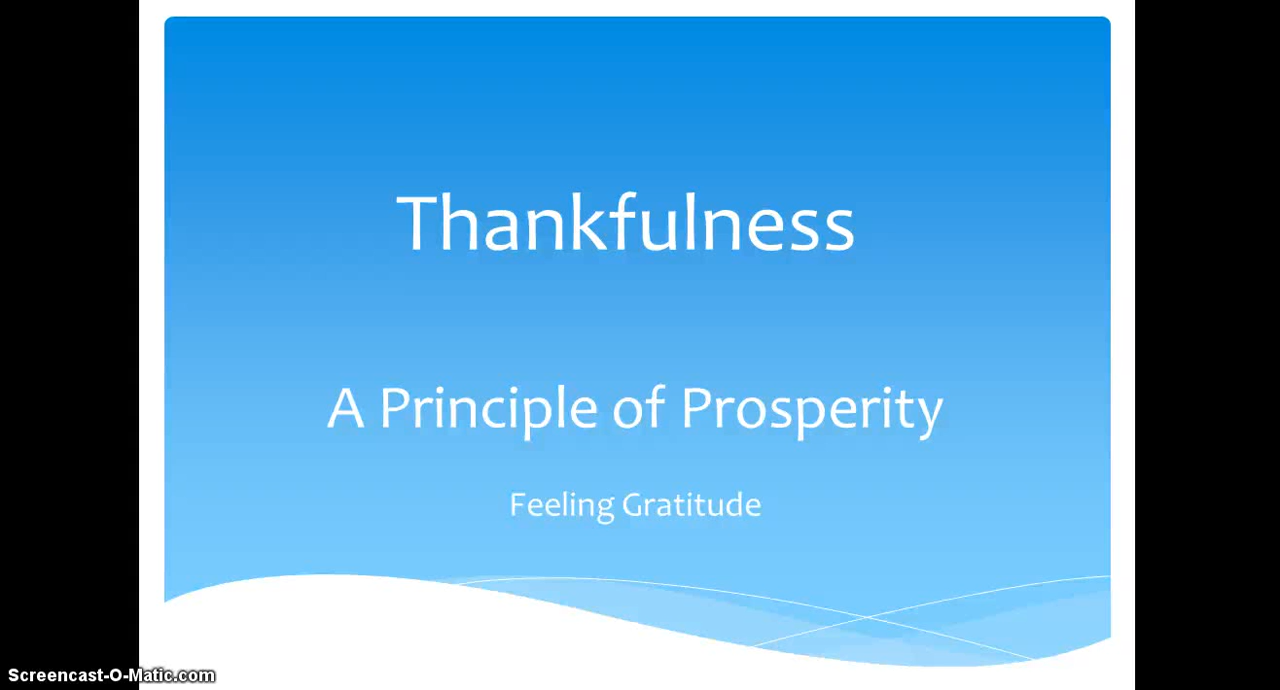 Thankfulness
A Principle of Prosperity
Feeling Gratitude
Screencast-O-Matic.com